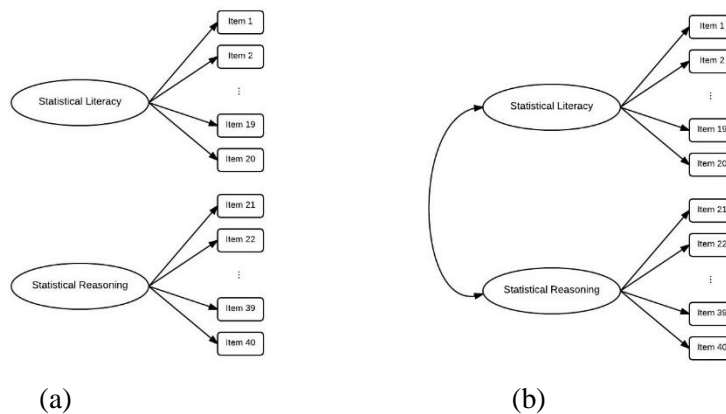 Item 1
Item 2
Statistical Literacy
⋮
Item 19
Item 20
Item 21
Item 22
Statistical Reasoning
⋮
Item 39
Item 40
(a)
Item 1
Item 2
Statistical Literacy
⋮
Item 19
Item 20
Item 21
Item 22
Statistical Reasoning
⋮
Item 39
Item 40
(b)